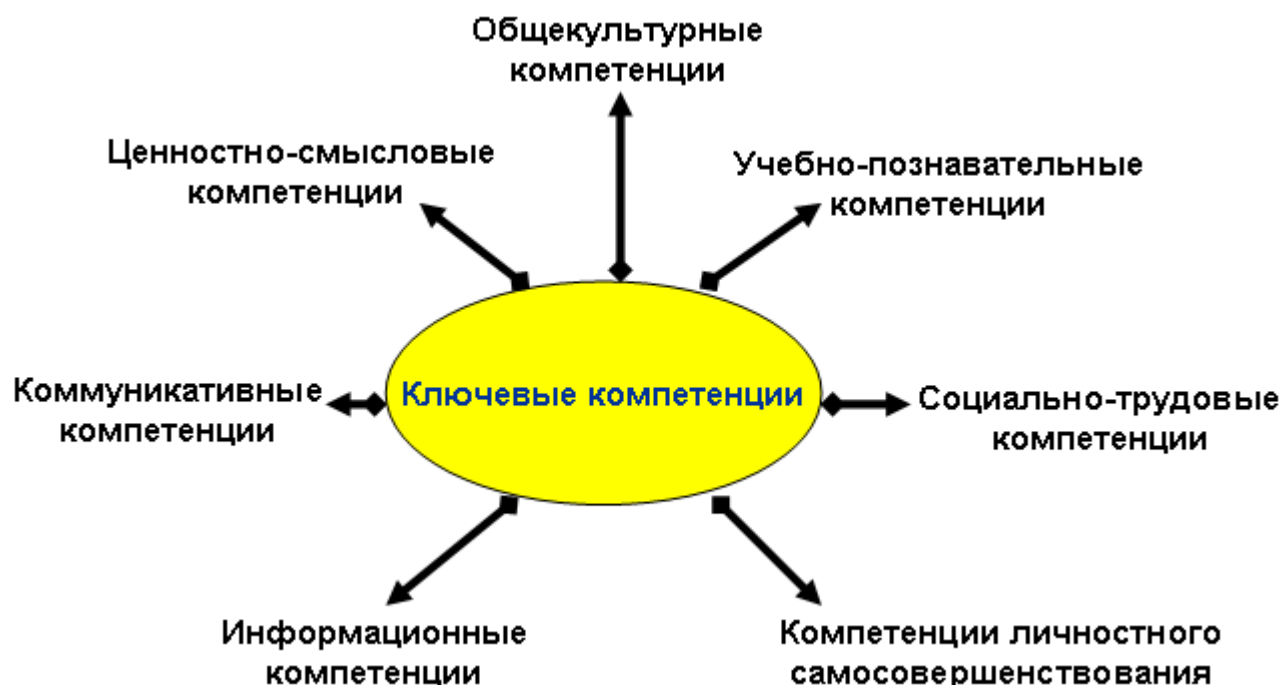 Общекультурные
компетенции
Ценностно-смысловые
компетенции
Учебно-познавательные
компетенции
Коммуникативные
компетенции
Ключевые компетенции
Социально-трудовые
компетенции
Информационные
компетенции
Компетенции личностного
самосовершенствования